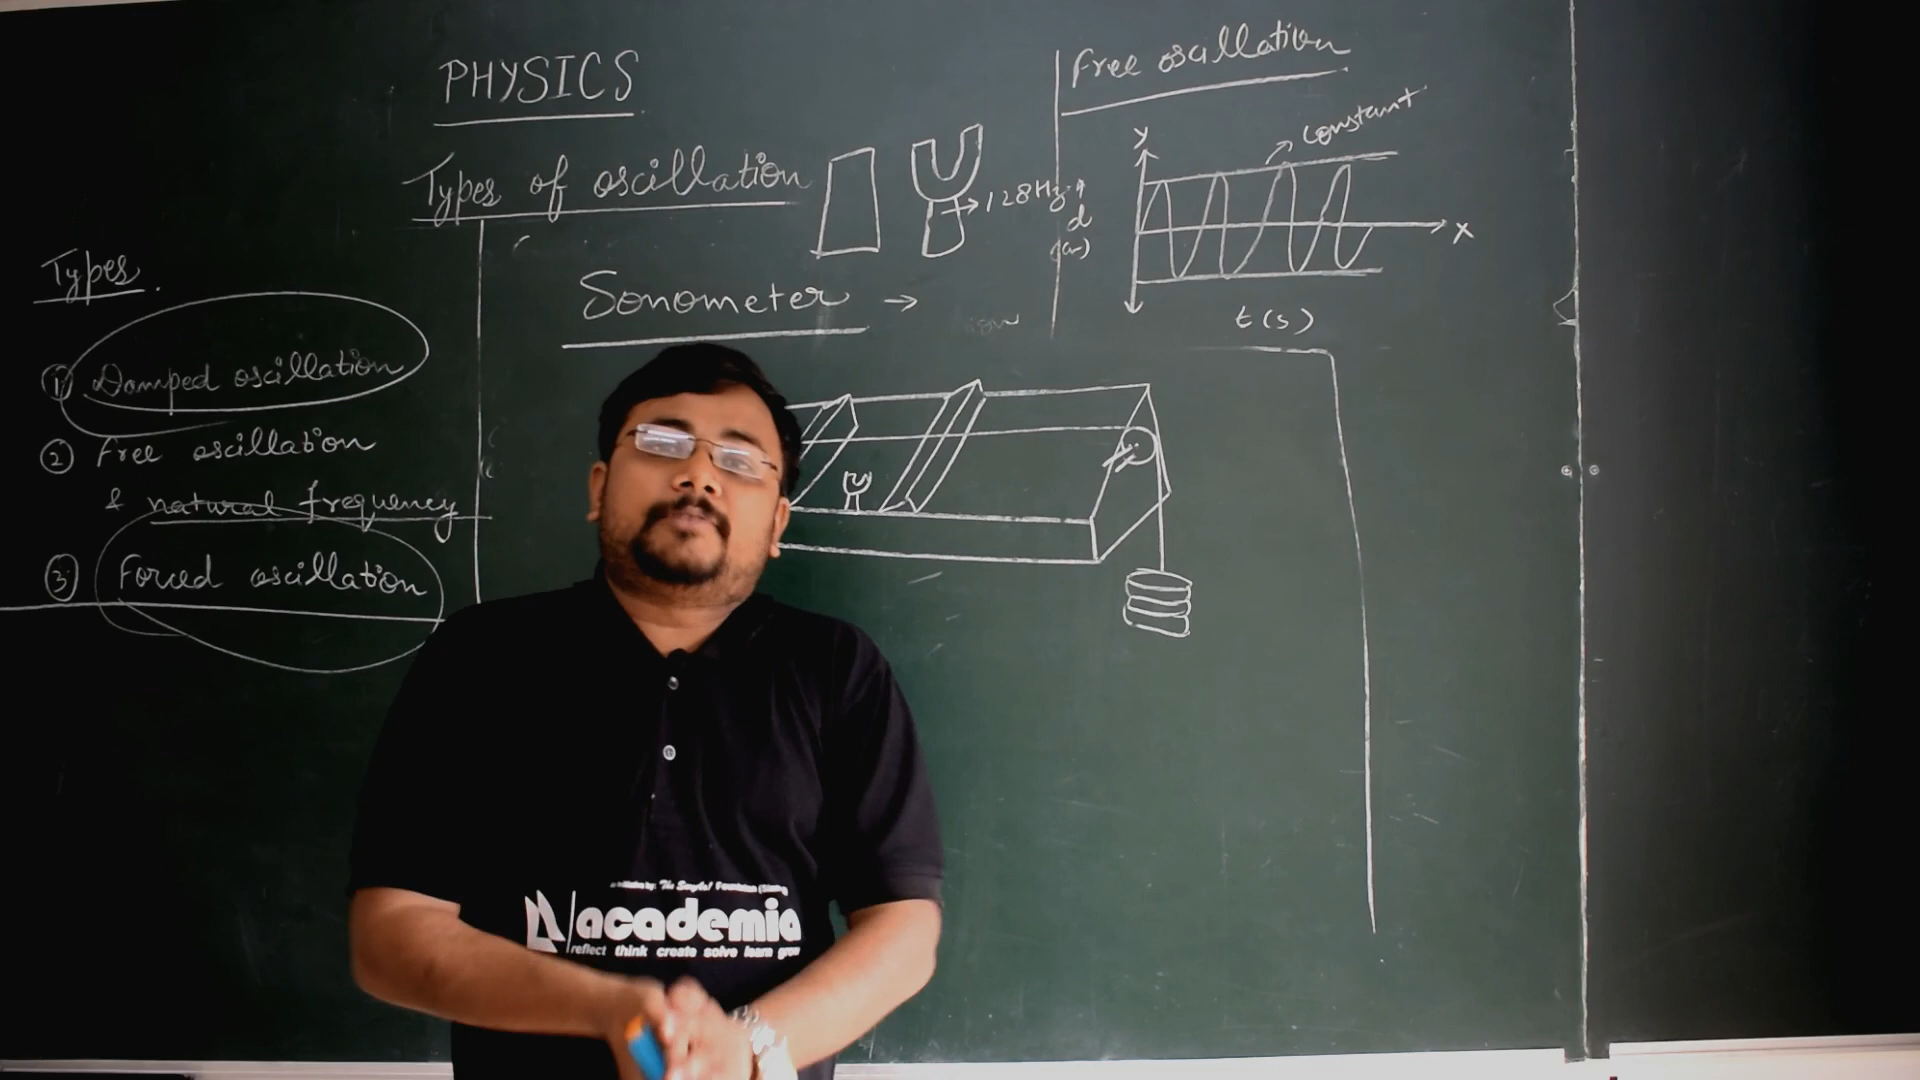 PHYSICS
Types of oscillation
128Hz
Types.
① Damped oscillation
② Free oscillation
& natural frequency
③ Forced oscillation
Sonometer →
Free oscillation
constant
y
d
x
t(s)
academia
reflect think create solve learn grow